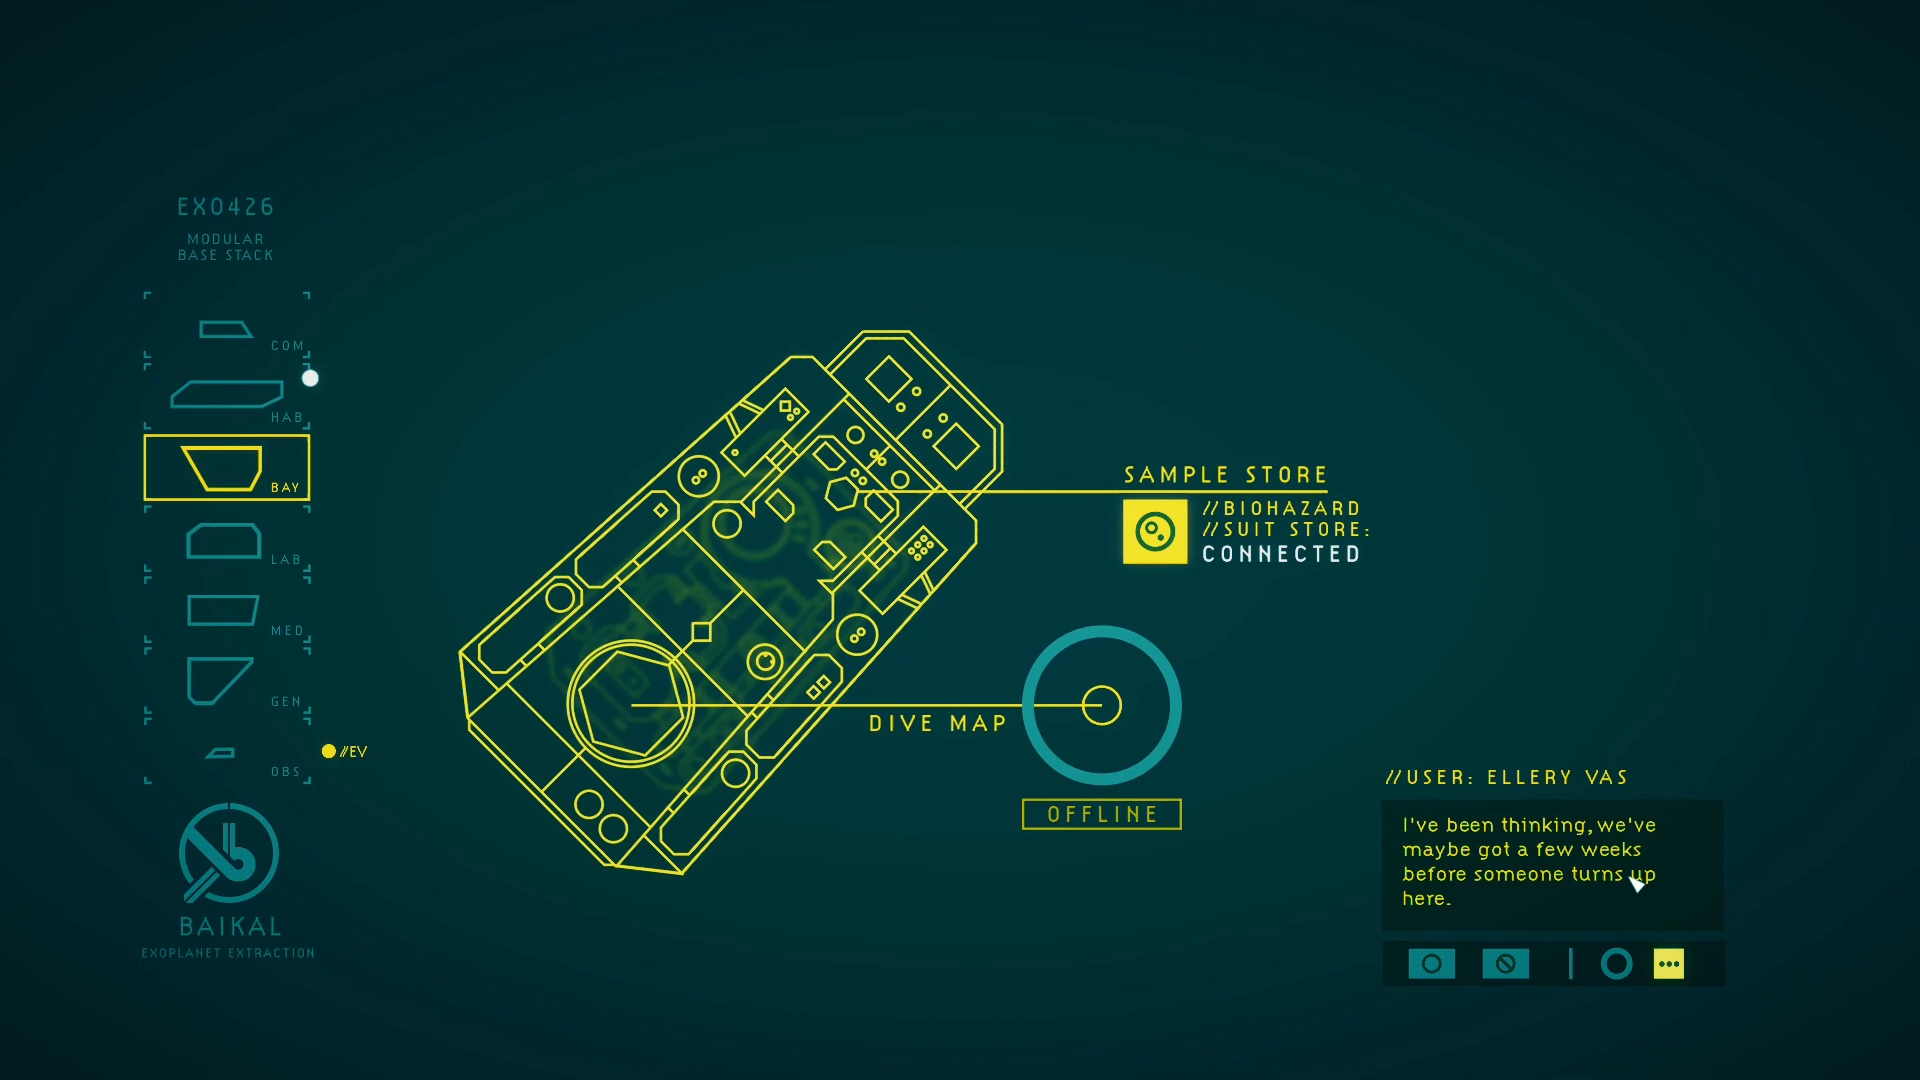 EXO426
MODULAR
BASE STACK
COM
HAB
BAY
LAB
MED
GEN
OBS
//EV
BAIKAL
EXOPLANET EXTRACTION
SAMPLE STORE
//BIOHAZARD
//SUIT STORE:
CONNECTED
DIVE MAP
OFFLINE
//USER: ELLERY VAS
I've been thinking, we've
maybe got a few weeks
before someone turns up
here.